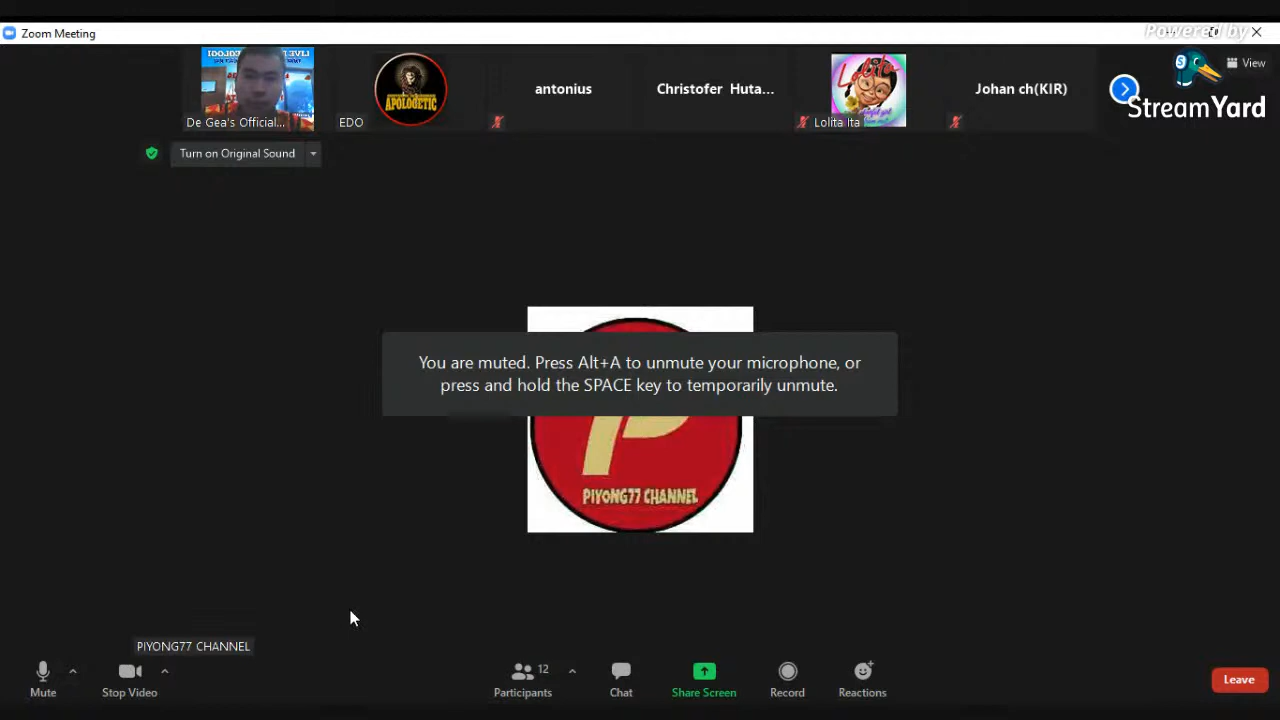 Zoom Meeting
Powered by
De Gea's Official...
EDO
APOLOGETIC
antonius
Christofer Huta...
Lolita
Lolita Ita
Johan ch(KIR)
View
StreamYard
Turn on Original Sound
You are muted. Press Alt+A to unmute your microphone, or
press and hold the SPACE key to temporarily unmute.
P
PIYONG77 CHANNEL
PIYONG77 CHANNEL
Mute
Stop Video
12
Participants
Chat
Share Screen
Record
Reactions
Leave